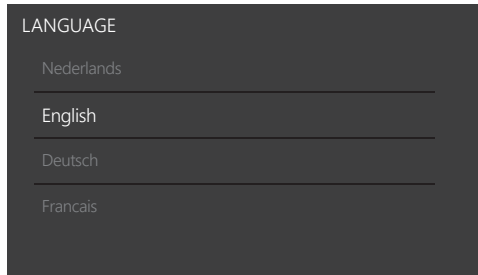 LANGUAGE
Nederlands
English
Deutsch
Francais